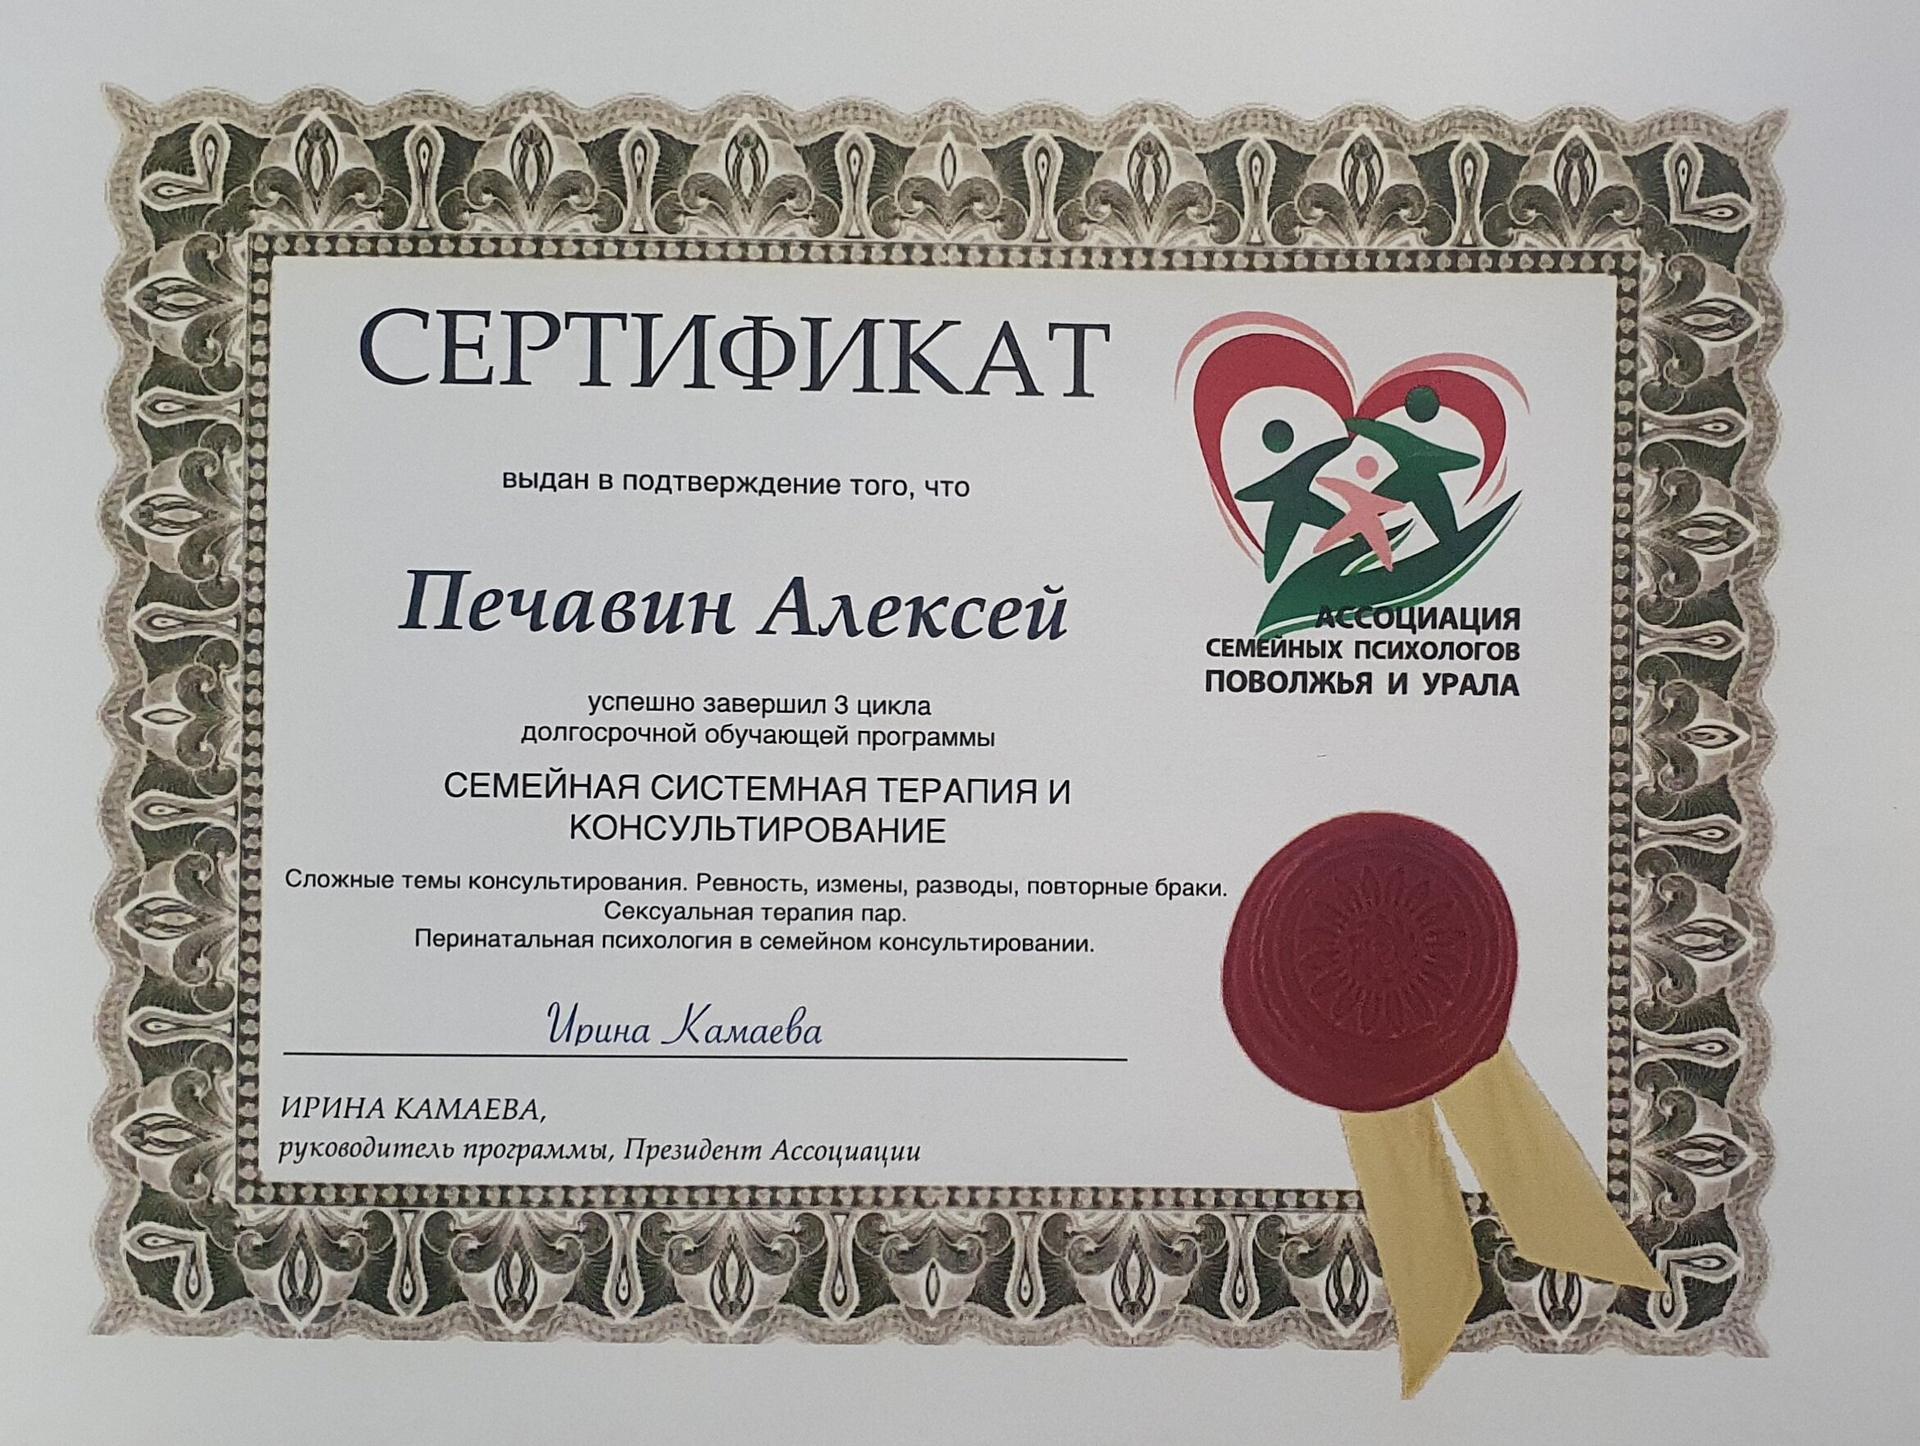 СЕРТИФИКАТ
выдан в подтверждение того, что
Печавин Алексей
АССОЦИАЦИЯ
СЕМЕЙНЫХ ПСИХОЛОГОВ
ПОВОЛЖЬЯ И УРАЛА
успешно завершил 3 цикла
долгосрочной обучающей программы
СЕМЕЙНАЯ СИСТЕМНАЯ ТЕРАПИЯ И
КОНСУЛЬТИРОВАНИЕ
Сложные темы консультирования. Ревность, измены, разводы, повторные браки.
Сексуальная терапия пар.
Перинатальная психология в семейном консультировании.
Ирина Камаева
ИРИНА КАМАЕВА,
руководитель программы, Президент Ассоциации